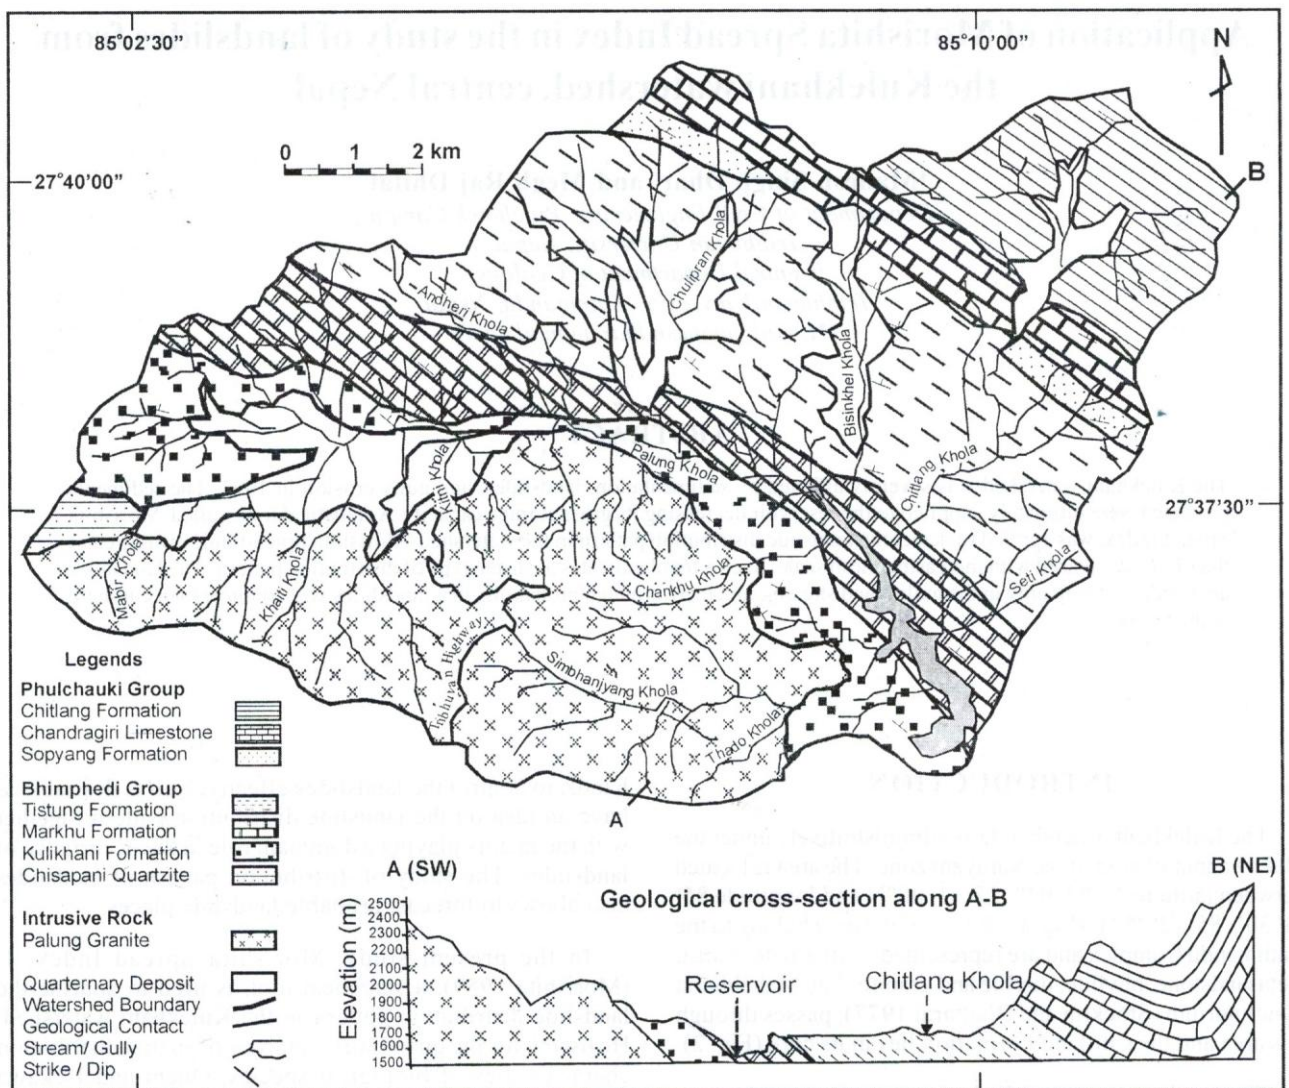 85°02'30"
85°10'00"
N
0 1 2 km
27°40'00"
B
Chulipran Khola
Andheri Khola
Bisinkhel Khola
Palung Khola
Kitini Khola
Chitlang Khola
27°37'30"
Mabir Khola
Khati Khola
Chankhu Khola
Seti Khola
Tribhuvan Highway
Simbhanjyang Khola
Thado Khola
A
Legends
Phulchauki Group
Chitlang Formation
Chandragiri Limestone
Sopyang Formation
Bhimphedi Group
Tistung Formation
Markhu Formation
Kulikhani Formation
Chisapani Quartzite
Intrusive Rock
Palung Granite
Quarternary Deposit
Watershed Boundary
Geological Contact
Stream/ Gully
Strike / Dip
A (SW)
B (NE)
Geological cross-section along A-B
Elevation (m)
2500
2400
2300
2200
2100
2000
1900
1800
1700
1600
1500
Reservoir
Chitlang Khola